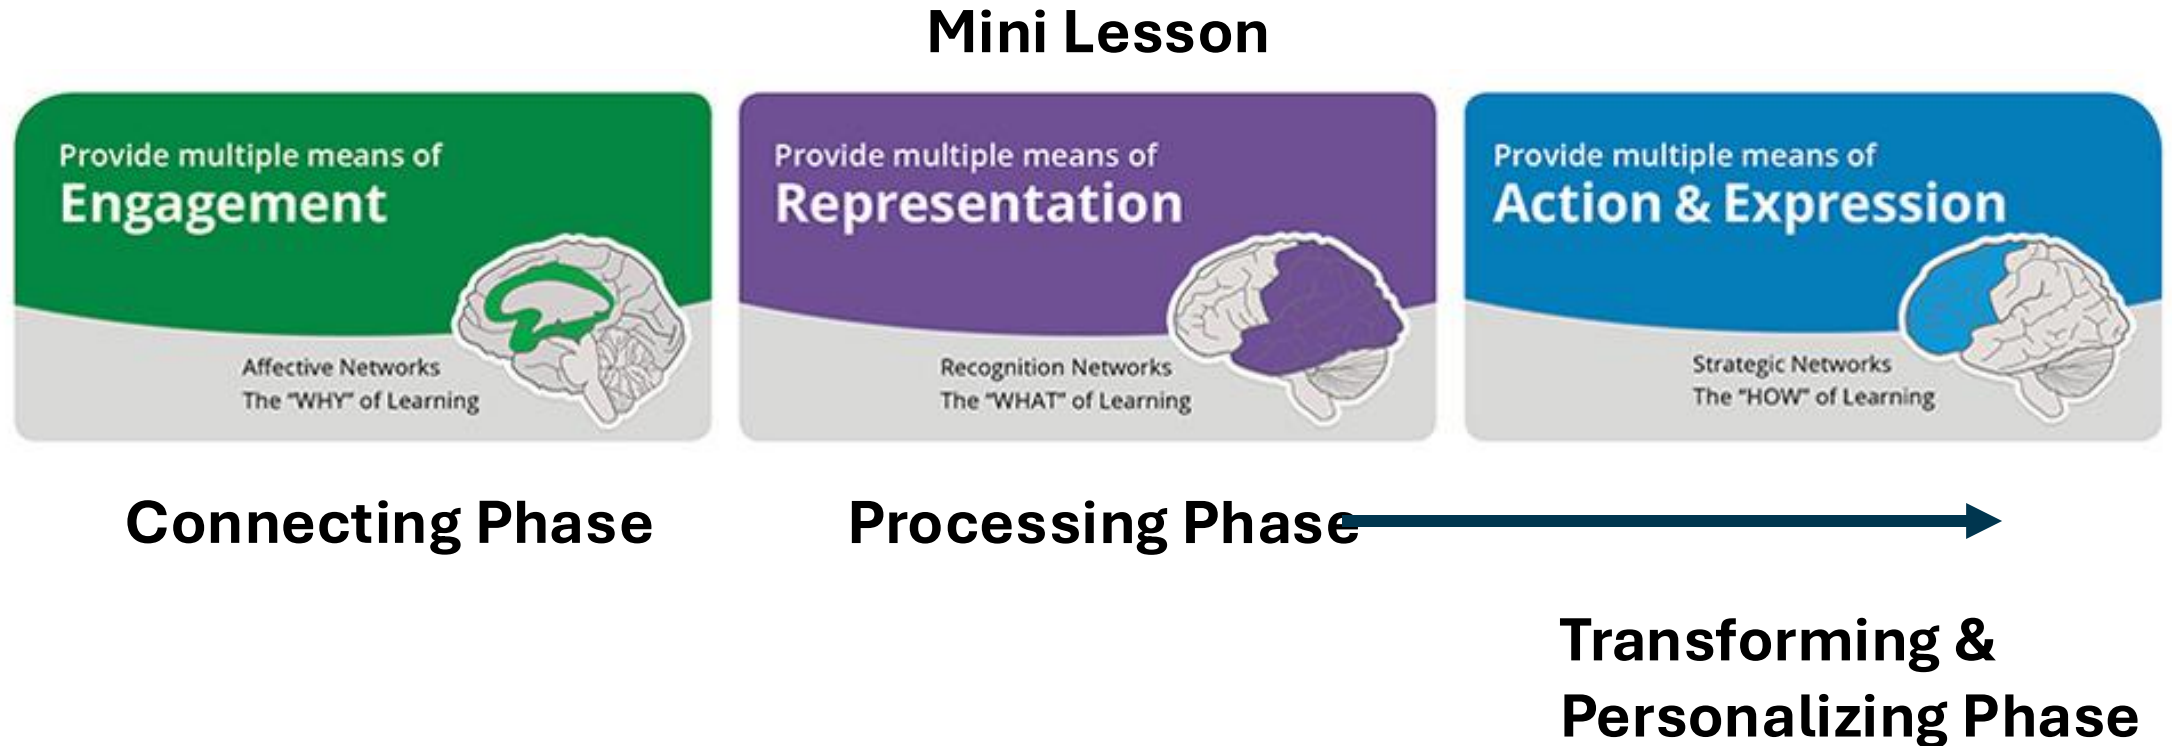 Mini Lesson
Provide multiple means of
Engagement
Affective Networks
The “WHY” of Learning
Provide multiple means of
Representation
Recognition Networks
The “WHAT” of Learning
Provide multiple means of
Action & Expression
Strategic Networks
The “HOW” of Learning
Connecting Phase
Processing Phase
Transforming &
Personalizing Phase